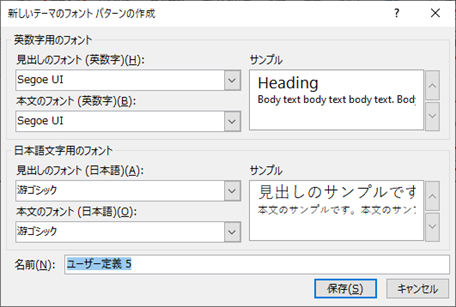 新しいテーマのフォント パターンの作成
英数字用のフォント
見出しのフォント (英数字)(H):
Segoe UI
本文のフォント (英数字)(B):
Segoe UI
サンプル
Heading
Body text body text body text. Body
日本語文字用のフォント
見出しのフォント (日本語)(A):
游ゴシック
本文のフォント (日本語)(O):
游ゴシック
サンプル
見出しのサンプルです
本文のサンプルです。本文のサン
名前(N):
ユーザー定義 5
保存(S)
キャンセル